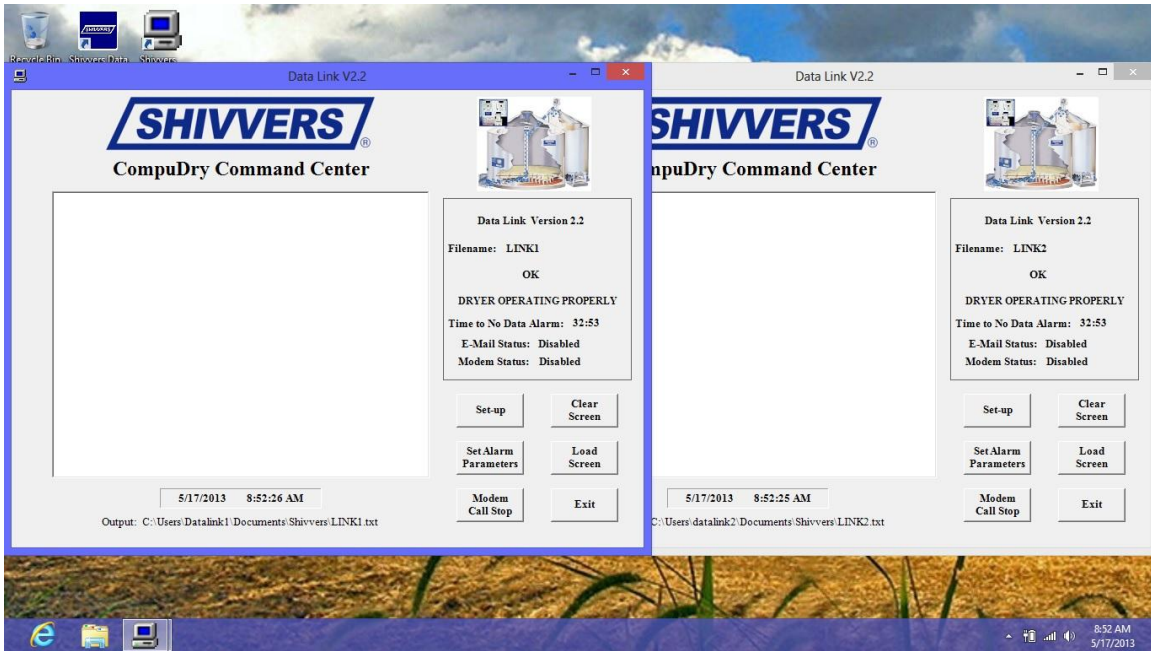 Recycle Bin
Shivvers Data
Shivvers
Data Link V2.2
SHIVVERS®
CompuDry Command Center
Data Link Version 2.2
Filename: LINK1
OK
DRYER OPERATING PROPERLY
Time to No Data Alarm: 32:53
E-Mail Status: Disabled
Modem Status: Disabled
Set-up
Clear
Screen
Set Alarm
Parameters
Load
Screen
Modem
Call Stop
Exit
5/17/2013 8:52:26 AM
Output: C:\Users\Datalink1\Documents\Shivvers\LINK1.txt
Data Link V2.2
SHIVVERS®
mpuDry Command Center
Data Link Version 2.2
Filename: LINK2
OK
DRYER OPERATING PROPERLY
Time to No Data Alarm: 32:53
E-Mail Status: Disabled
Modem Status: Disabled
Set-up
Clear
Screen
Set Alarm
Parameters
Load
Screen
Modem
Call Stop
Exit
5/17/2013 8:52:25 AM
C:\Users\datalink2\Documents\Shivvers\LINK2.txt
8:52 AM
5/17/2013